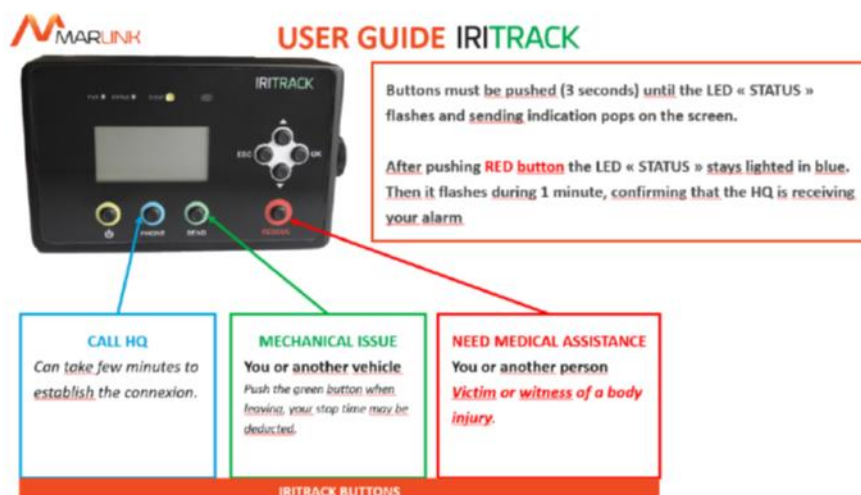 MARLINK
USER GUIDE IRITRACK
IRITRACK
ESC
OK
PHONE
SEND
Buttons must be pushed (3 seconds) until the LED « STATUS »
flashes and sending indication pops on the screen.
After pushing RED button the LED « STATUS » stays lighted in blue.
Then it flashes during 1 minute, confirming that the HQ is receiving
your alarm
CALL HQ
Can take few minutes to
establish the connexion.
MECHANICAL ISSUE
You or another vehicle
Push the green button when
leaving, your stop time may be
deducted.
NEED MEDICAL ASSISTANCE
You or another person
Victim or witness of a body
injury.
IRITRACK BUTTONS